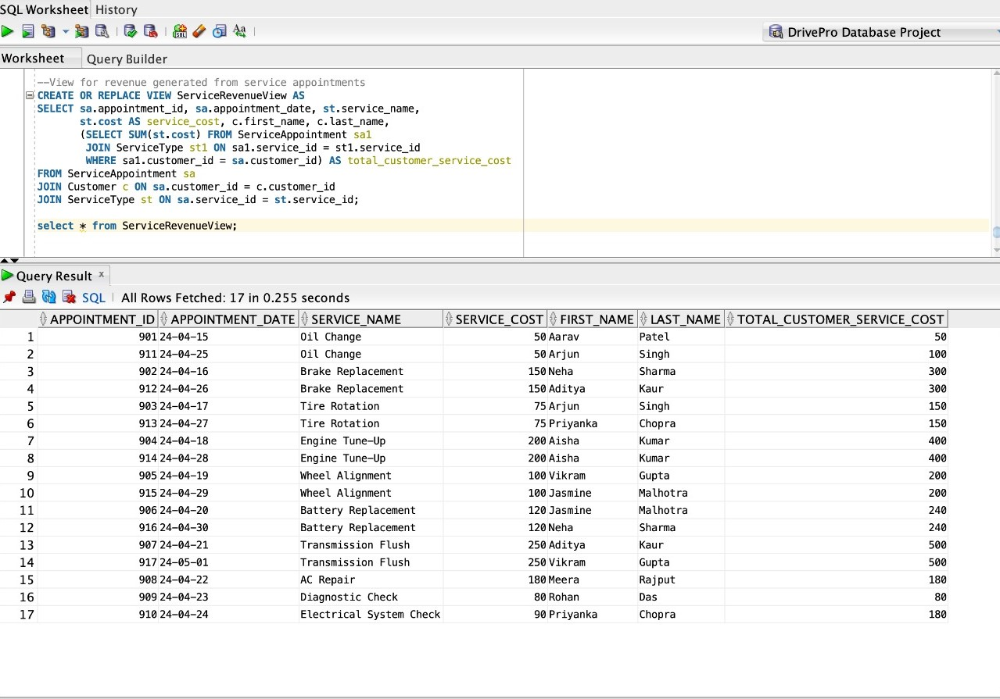 SQL Worksheet History
DrivePro Database Project
Worksheet Query Builder
--View for revenue generated from service appointments
CREATE OR REPLACE VIEW ServiceRevenueView AS
SELECT sa.appointment_id, sa.appointment_date, st.service_name,
st.cost AS service_cost, c.first_name, c.last_name,
(SELECT SUM(st.cost) FROM ServiceAppointment sa1
JOIN ServiceType st1 ON sa1.service_id = st1.service_id
WHERE sa1.customer_id = sa.customer_id) AS total_customer_service_cost
FROM ServiceAppointment sa
JOIN Customer c ON sa.customer_id = c.customer_id
JOIN ServiceType st ON sa.service_id = st.service_id;
select * from ServiceRevenueView;
Query Result x
SQL All Rows Fetched: 17 in 0.255 seconds
APPOINTMENT_ID APPOINTMENT_DATE SERVICE_NAME SERVICE_COST FIRST_NAME LAST_NAME TOTAL_CUSTOMER_SERVICE_COST
1 901 24-04-15 Oil Change 50 Aarav Patel 50
2 911 24-04-25 Oil Change 50 Arjun Singh 100
3 902 24-04-16 Brake Replacement 150 Neha Sharma 300
4 912 24-04-26 Brake Replacement 150 Aditya Kaur 300
5 903 24-04-17 Tire Rotation 75 Arjun Singh 150
6 913 24-04-27 Tire Rotation 75 Priyanka Chopra 150
7 904 24-04-18 Engine Tune-Up 200 Aisha Kumar 400
8 914 24-04-28 Engine Tune-Up 200 Aisha Kumar 400
9 905 24-04-19 Wheel Alignment 100 Vikram Gupta 200
10 915 24-04-29 Wheel Alignment 100 Jasmine Malhotra 200
11 906 24-04-20 Battery Replacement 120 Jasmine Malhotra 240
12 916 24-04-30 Battery Replacement 120 Neha Sharma 240
13 907 24-04-21 Transmission Flush 250 Aditya Kaur 500
14 917 24-05-01 Transmission Flush 250 Vikram Gupta 500
15 908 24-04-22 AC Repair 180 Meera Rajput 180
16 909 24-04-23 Diagnostic Check 80 Rohan Das 80
17 910 24-04-24 Electrical System Check 90 Priyanka Chopra 180